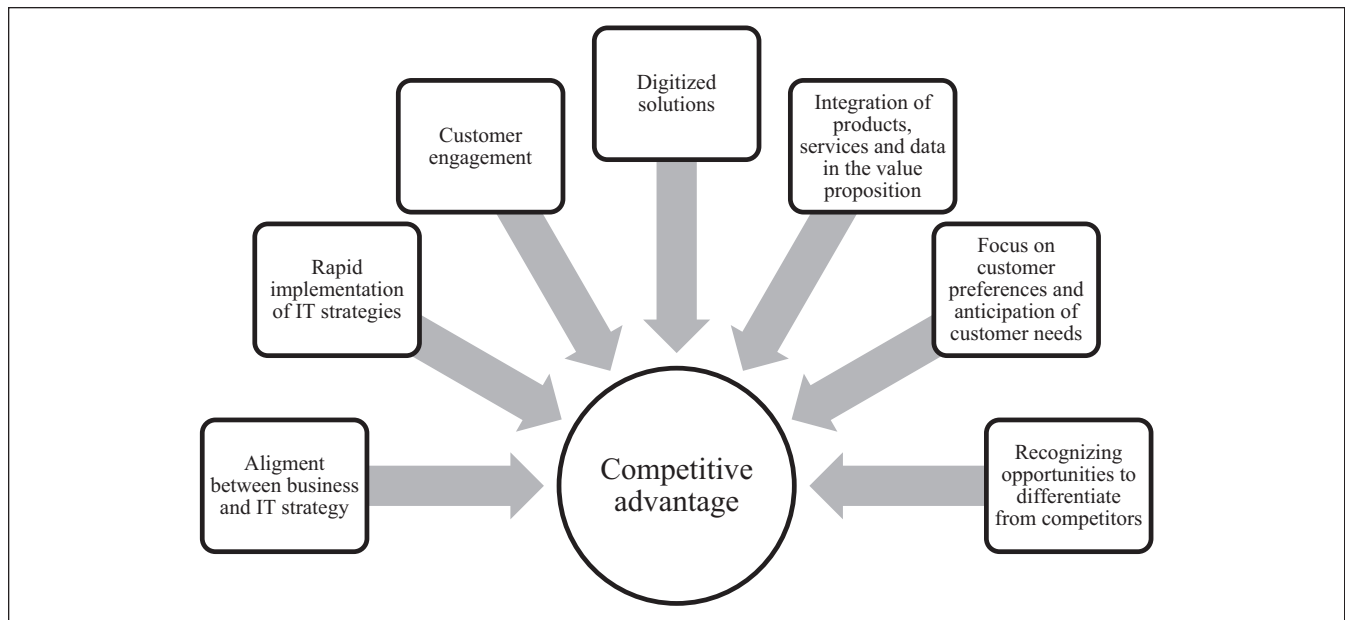 Digitized
solutions
Customer
engagement
Integration of
products,
services and data
in the value
proposition
Rapid
implementation
of IT strategies
Focus on
customer
preferences and
anticipation of
customer needs
Aligment
between business
and IT strategy
Competitive
advantage
Recognizing
opportunities to
differentiate
from competitors